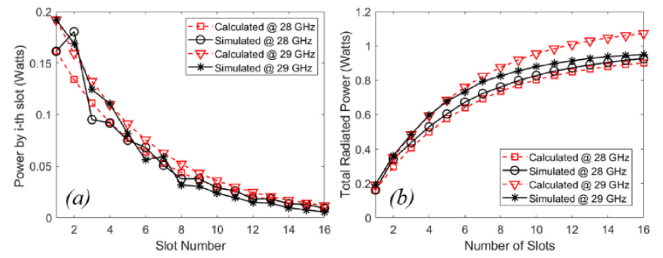 0.2
0.15
0.1
0.05
0
Power by i-th slot (Watts)
Calculated @ 28 GHz
Simulated @ 28 GHz
Calculated @ 29 GHz
Simulated @ 29 GHz
(a)
2 4 6 8 10 12 14 16
Slot Number
1.2
1
0.8
0.6
0.4
0.2
0
Total Radiated Power (Watts)
Calculated @ 28 GHz
Simulated @ 28 GHz
Calculated @ 29 GHz
Simulated @ 29 GHz
(b)
2 4 6 8 10 12 14 16
Number of Slots